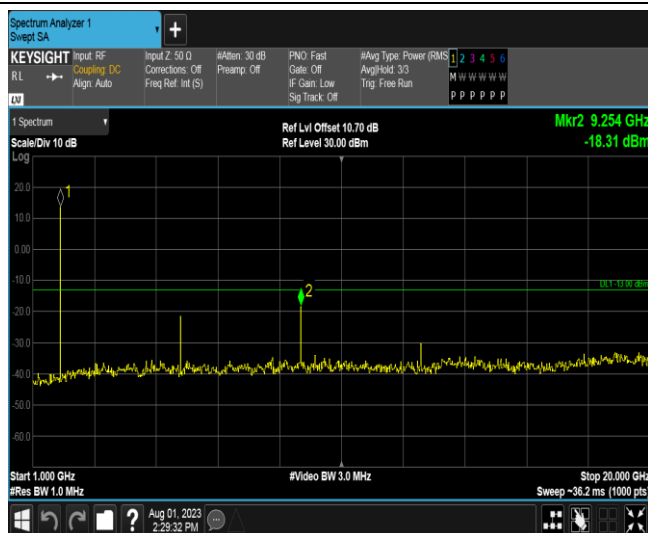 Spectrum Analyzer 1
Swept SA
KEYSIGHT
RL
LXI
Input: RF
Coupling: DC
Align: Auto
Input Z: 50 Ω
Corrections: Off
Freq Ref: Int (S)
#Atten: 30 dB
Preamp: Off
PNO: Fast
Gate: Off
IF Gain: Low
Sig Track: Off
#Avg Type: Power (RMS
Avg|Hold: 3/3
Trig: Free Run
1 2 3 4 5 6
M W W W W W
P P P P P P
1 Spectrum
Scale/Div 10 dB
Ref Lvl Offset 10.70 dB
Ref Level 30.00 dBm
Mkr2 9.254 GHz
-18.31 dBm
Log
20.0
10.0
0.00
-10.0
-20.0
-30.0
-40.0
-50.0
-60.0
1
2
DL1 -13.00 dBm
Start 1.000 GHz
#Res BW 1.0 MHz
#Video BW 3.0 MHz
Stop 20.000 GHz
Sweep ~36.2 ms (1000 pts)
?
Aug 01, 2023
2:29:32 PM